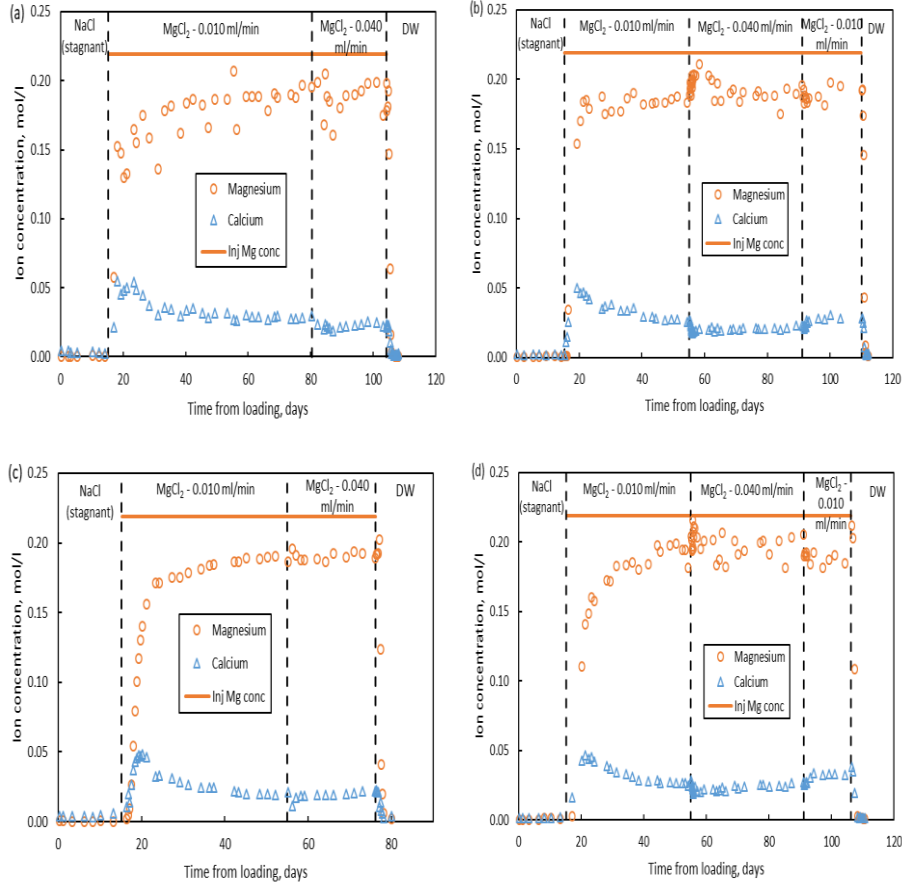 (a)
NaCl
(stagnant)
MgCl2 - 0.010 ml/min
MgCl2 - 0.040
ml/min
DW
0.25
0.20
0.15
0.10
0.05
0.00
Ion concentration, mol/l
Magnesium
Calcium
Inj Mg conc
0 20 40 60 80 100 120
Time from loading, days
(b)
NaCl
(stagnant)
MgCl2 - 0.010 ml/min
MgCl2 - 0.040 ml/min
MgCl2 - 0.010
ml/min
DW
0.25
0.20
0.15
0.10
0.05
0.00
Ion concentration, mol/l
Magnesium
Calcium
Inj Mg conc
0 20 40 60 80 100 120
Time from loading, days
(c)
NaCl
(stagnant)
MgCl2 - 0.010 ml/min
MgCl2 - 0.040
ml/min
DW
0.25
0.20
0.15
0.10
0.05
0.00
Ion concentration, mol/l
Magnesium
Calcium
Inj Mg conc
0 20 40 60 80
Time from loading, days
(d)
NaCl
(stagnant)
MgCl2 - 0.010 ml/min
MgCl2 - 0.040 ml/min
MgCl2 -
0.010
ml/min
DW
0.25
0.20
0.15
0.10
0.05
0.00
Ion concentration, mol/l
Magnesium
Calcium
Inj Mg conc
0 20 40 60 80 100 120
Time from loading, days